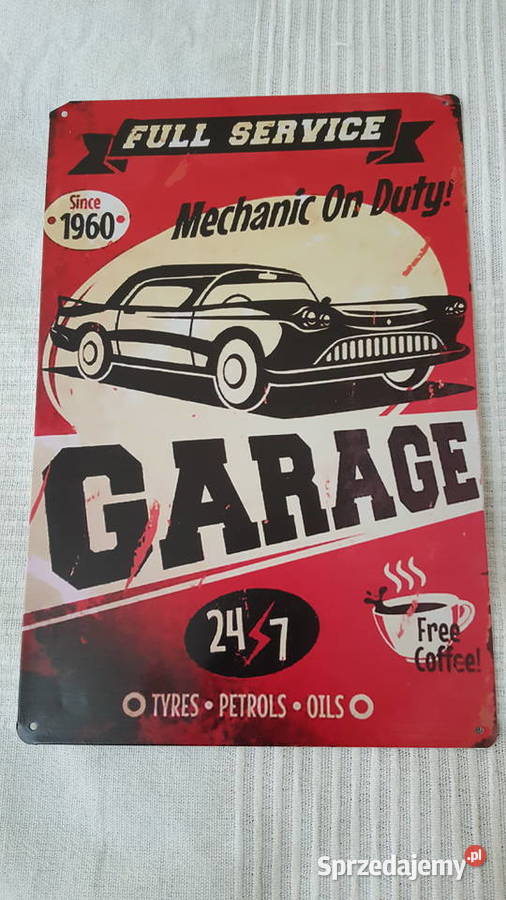 FULL SERVICE
Since
1960
Mechanic On Duty!
GARAGE
24 7
Free
Coffee!
TYRES • PETROLS • OILS
Sprzedajemy.pl